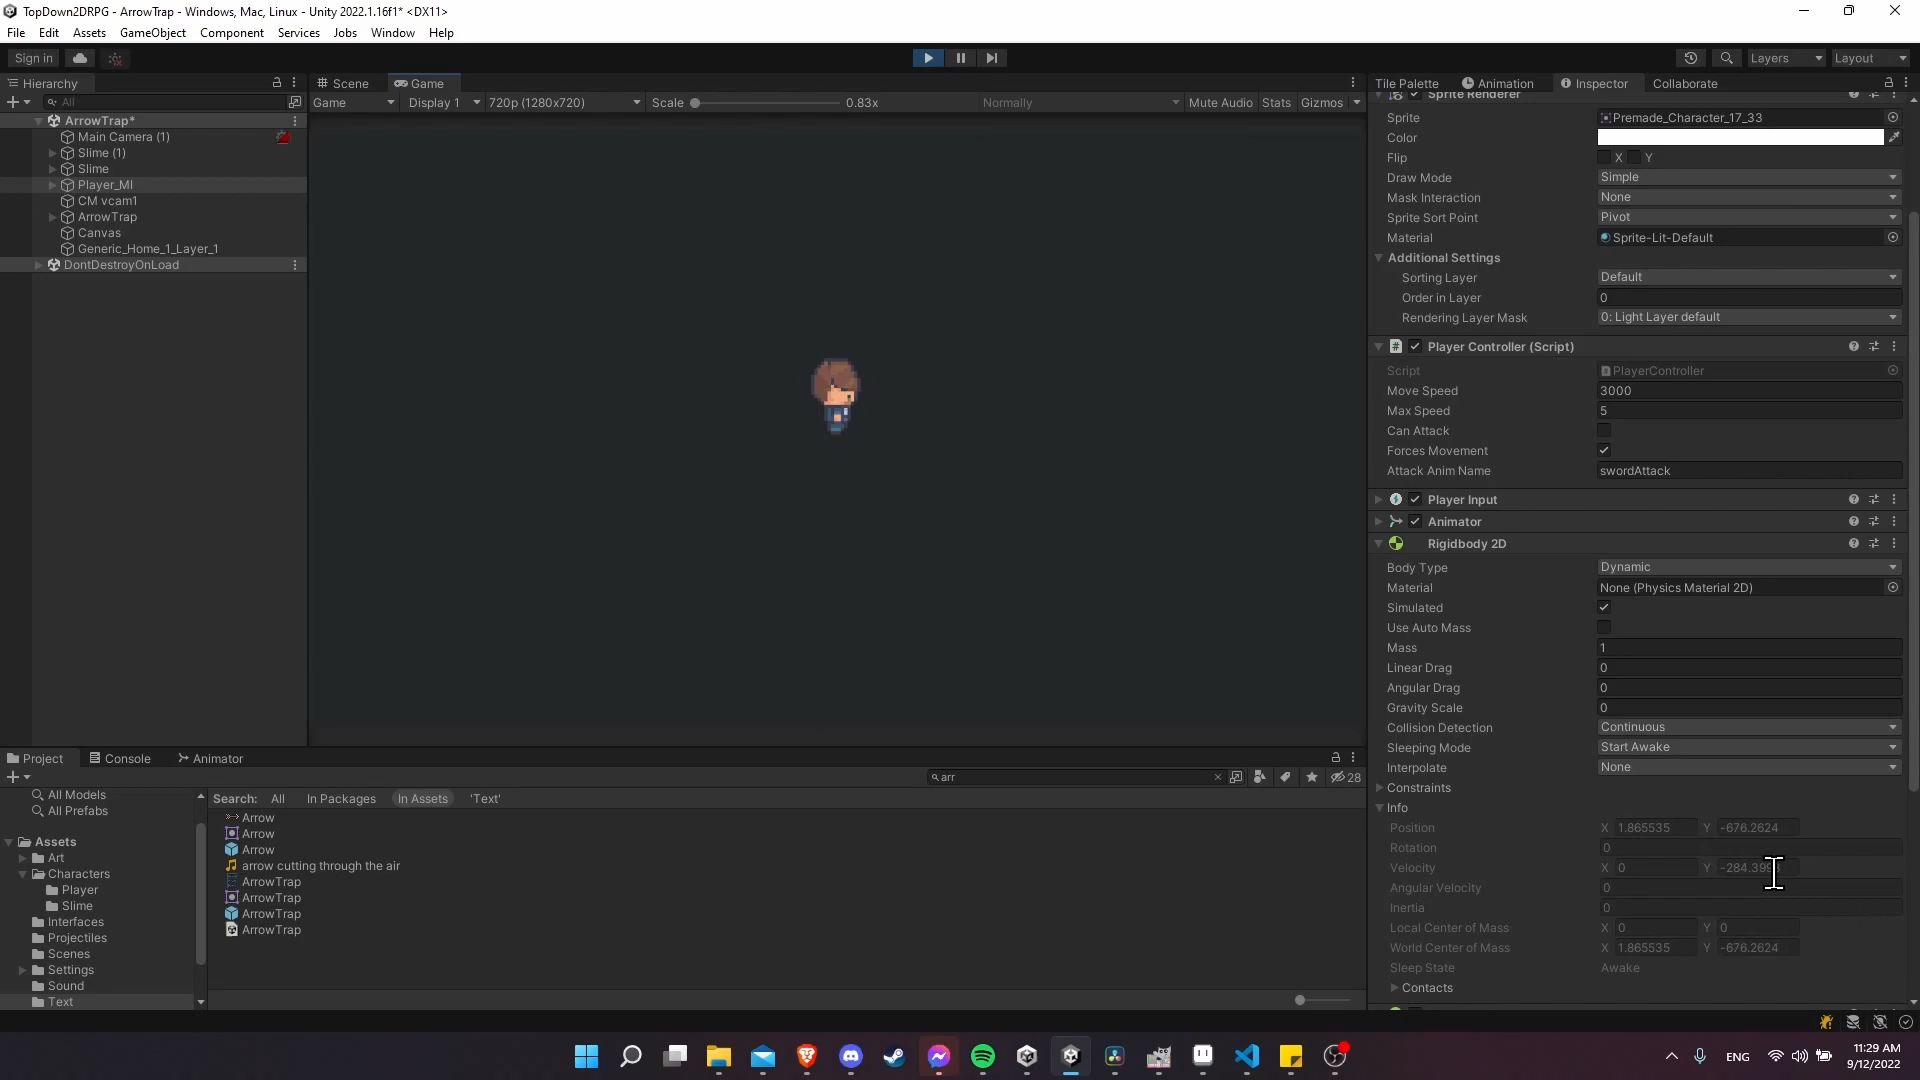 TopDown2DRPG - ArrowTrap - Windows, Mac, Linux - Unity 2022.1.16f1* <DX11>
File Edit Assets GameObject Component Services Jobs Window Help
Sign in
Layers
Layout
Hierarchy
All
ArrowTrap*
Main Camera (1)
Slime (1)
Slime
Player_MI
CM vcam1
ArrowTrap
Canvas
Generic_Home_1_Layer_1
DontDestroyOnLoad
Scene
Game
Game
Display 1
720p (1280x720)
Scale
0.83x
Normally
Mute Audio
Stats
Gizmos
Tile Palette
Animation
Inspector
Collaborate
Sprite Renderer
Sprite Premade_Character_17_33
Color
Flip X Y
Draw Mode Simple
Mask Interaction None
Sprite Sort Point Pivot
Material Sprite-Lit-Default
Additional Settings
Sorting Layer Default
Order in Layer 0
Rendering Layer Mask 0: Light Layer default
Player Controller (Script)
Script PlayerController
Move Speed 3000
Max Speed 5
Can Attack
Forces Movement
Attack Anim Name swordAttack
Player Input
Animator
Rigidbody 2D
Body Type Dynamic
Material None (Physics Material 2D)
Simulated
Use Auto Mass
Mass 1
Linear Drag 0
Angular Drag 0
Gravity Scale 0
Collision Detection Continuous
Sleeping Mode Start Awake
Interpolate None
Constraints
Info
Position X 1.865535 Y -676.2624
Rotation 0
Velocity X 0 Y
Angular Velocity 0
Inertia 0
Local Center of Mass X 0 Y 0
World Center of Mass X 1.865535 Y -676.2624
Sleep State Awake
Contacts
Project
Console
Animator
arr
28
All Models
All Prefabs
Assets
Art
Characters
Player
Slime
Interfaces
Projectiles
Scenes
Settings
Sound
Text
Search: All In Packages In Assets 'Text'
Arrow
Arrow
Arrow
arrow cutting through the air
ArrowTrap
ArrowTrap
ArrowTrap
ArrowTrap
ENG
11:29 AM
9/12/2022